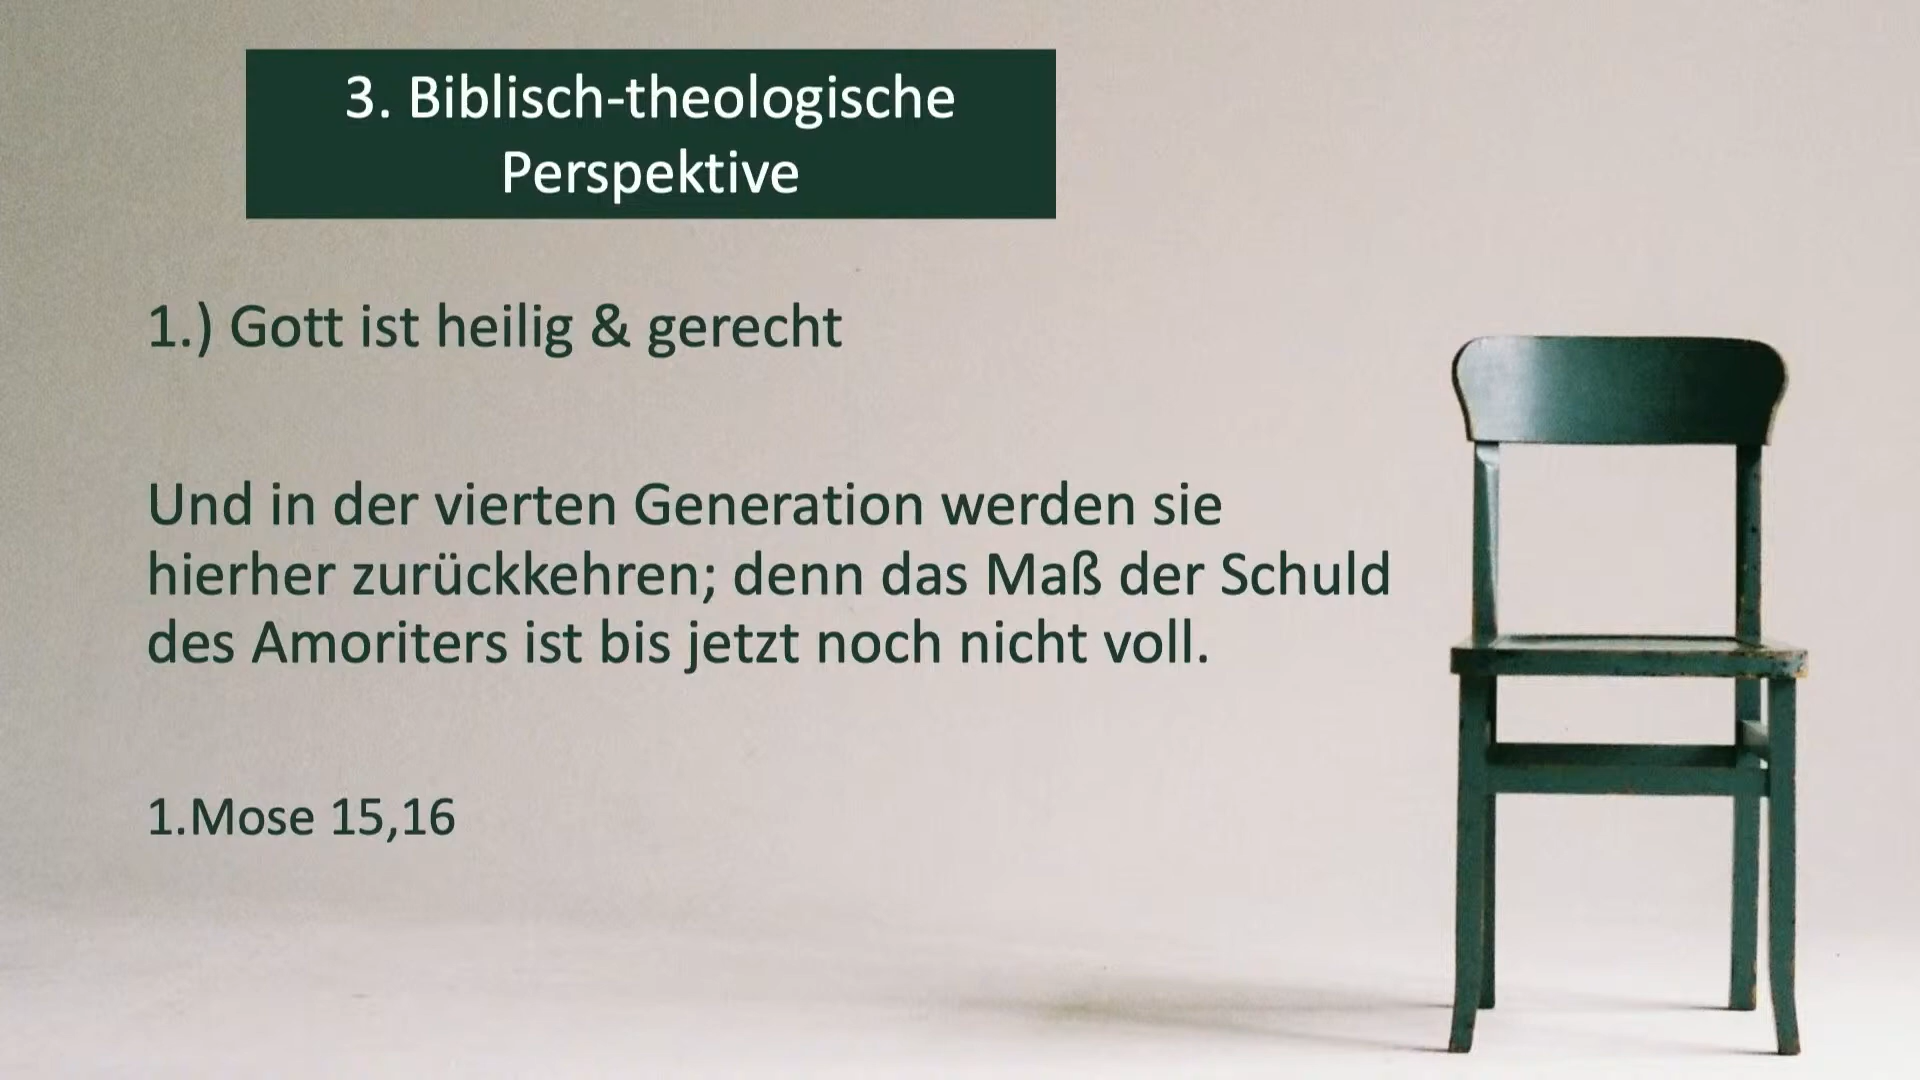 3. Biblisch-theologische
Perspektive
1.) Gott ist heilig & gerecht
Und in der vierten Generation werden sie
hierher zurückkehren; denn das Maß der Schuld
des Amoriters ist bis jetzt noch nicht voll.
1.Mose 15,16